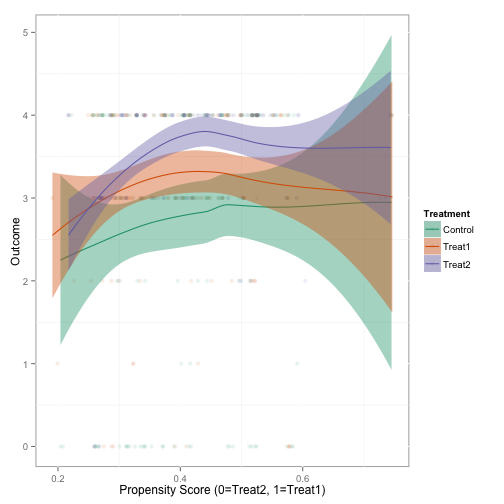 5
4
3
2
1
0
Outcome
0.2 0.4 0.6
Propensity Score (0=Treat2, 1=Treat1)
Treatment
Control
Treat1
Treat2